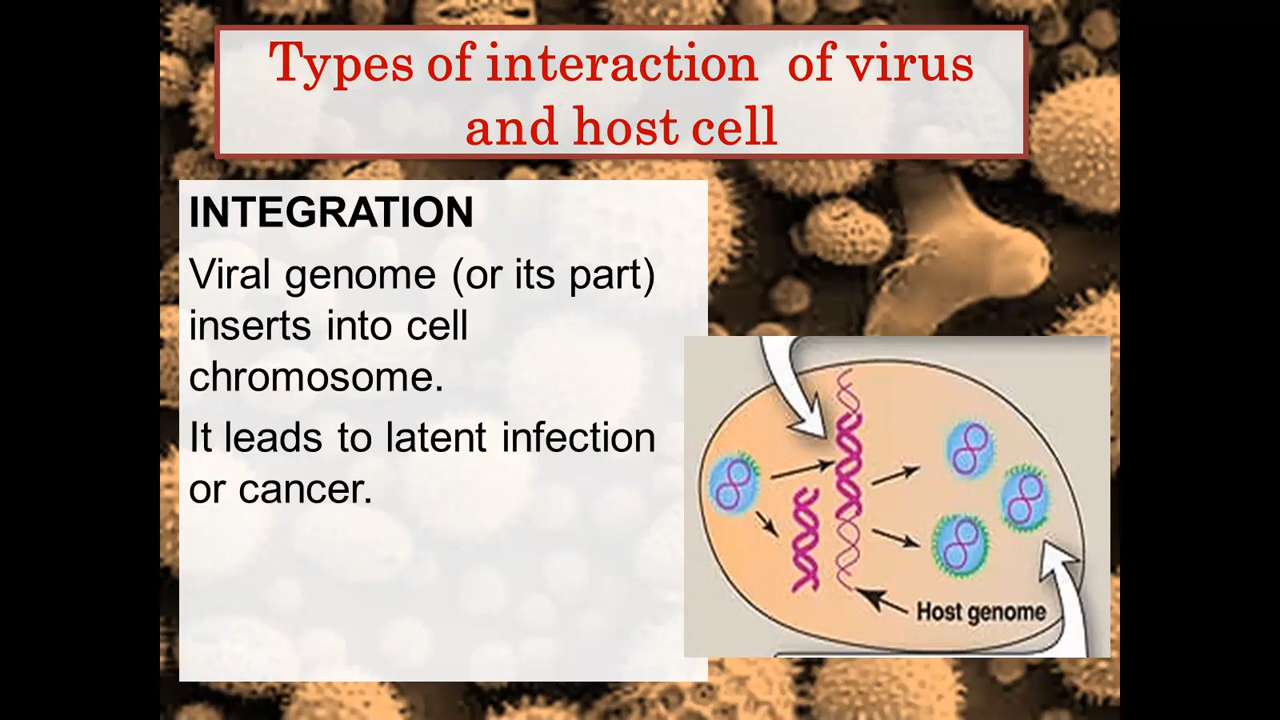 Types of interaction of virus
and host cell
INTEGRATION
Viral genome (or its part)
inserts into cell
chromosome.
It leads to latent infection
or cancer.
Host genome